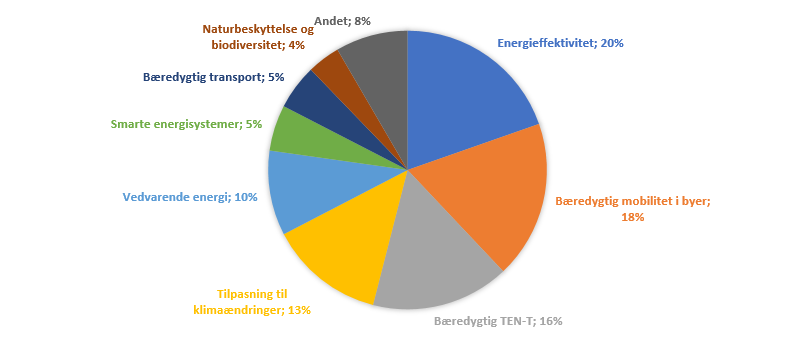 Andet; 8%
Energieffektivitet; 20%
Bæredygtig mobilitet i byer;
18%
Bæredygtig TEN-T; 16%
Tilpasning til
klimaændringer; 13%
Vedvarende energi; 10%
Smarte energisystemer; 5%
Bæredygtig transport; 5%
Naturbeskyttelse og
biodiversitet; 4%